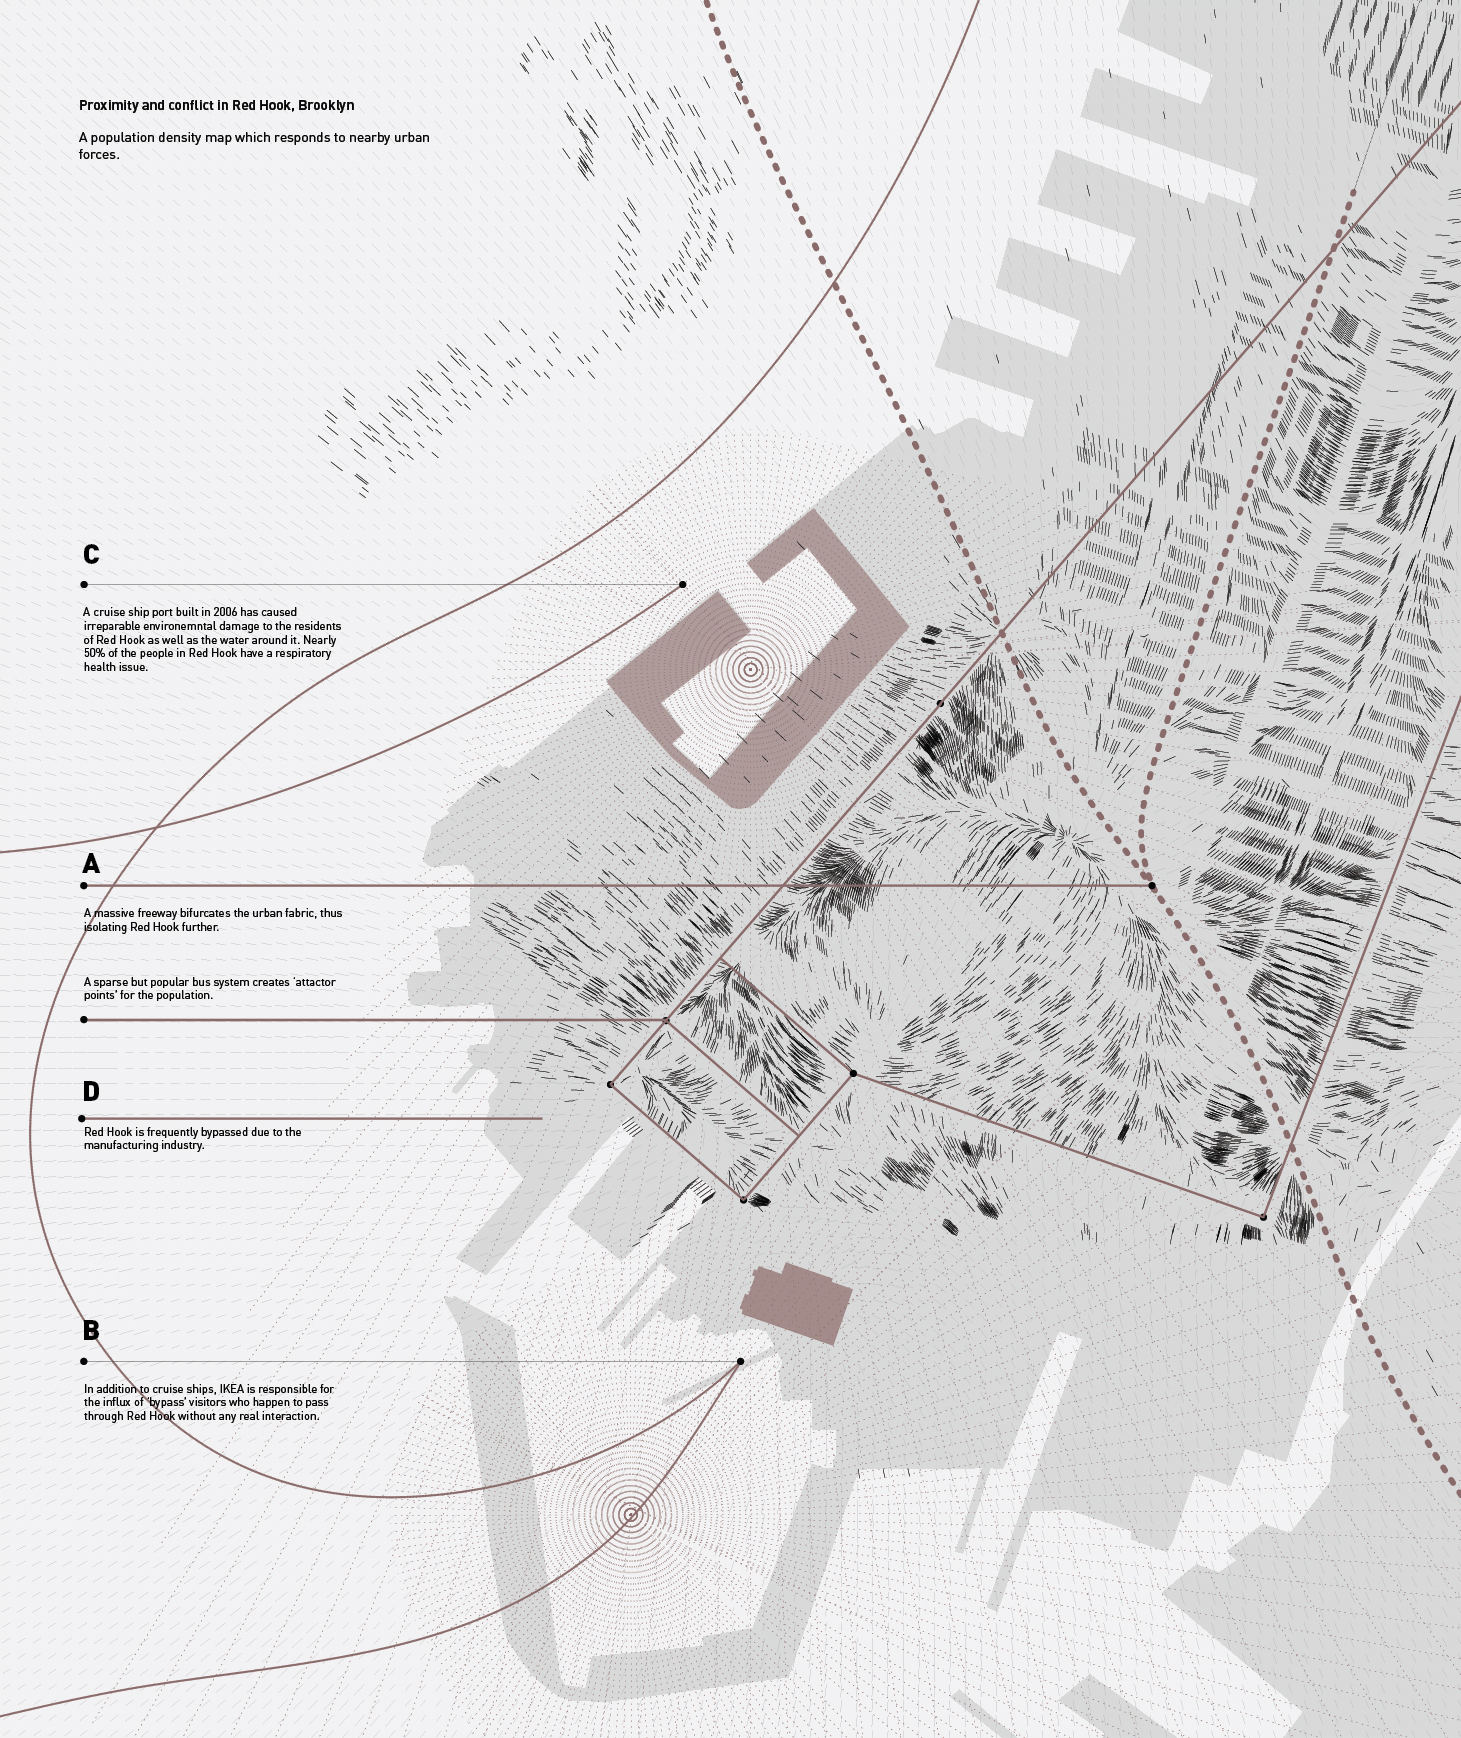 Proximity and conflict in Red Hook, Brooklyn
A population density map which responds to nearby urban
forces.
C
A cruise ship port built in 2006 has caused
irreparable environemntal damage to the residents
of Red Hook as well as the water around it. Nearly
50% of the people in Red Hook have a respiratory
health issue.
A
A massive freeway bifurcates the urban fabric, thus
isolating Red Hook further.
A sparse but popular bus system creates 'attactor
points' for the population.
D
Red Hook is frequently bypassed due to the
manufacturing industry.
B
In addition to cruise ships, IKEA is responsible for
the influx of 'bypass' visitors who happen to pass
through Red Hook without any real interaction.